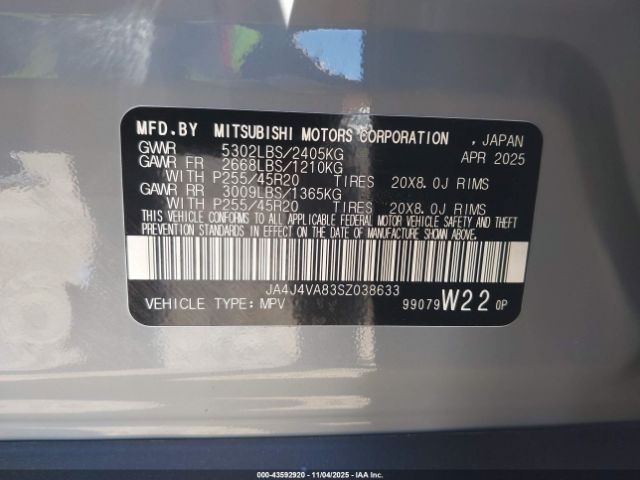 MFD.BY MITSUBISHI MOTORS CORPORATION , JAPAN
GVWR 5302LBS/2405KG APR 2025
GAWR FR 2668LBS/1210KG
WITH P255/45R20 TIRES 20X8.0J RIMS
GAWR RR 3009LBS/1365KG
WITH P255/45R20 TIRES 20X8.0J RIMS
THIS VEHICLE CONFORMS TO ALL APPLICABLE FEDERAL MOTOR VEHICLE SAFETY AND THEFT
PREVENTION STANDARDS IN EFFECT ON THE DATE OF MANUFACTURE SHOWN ABOVE.
JA4J4VA83SZ038633
VEHICLE TYPE:MPV 99079 W22 0P
000-43592920 - 11/04/2025 - IAA Inc.